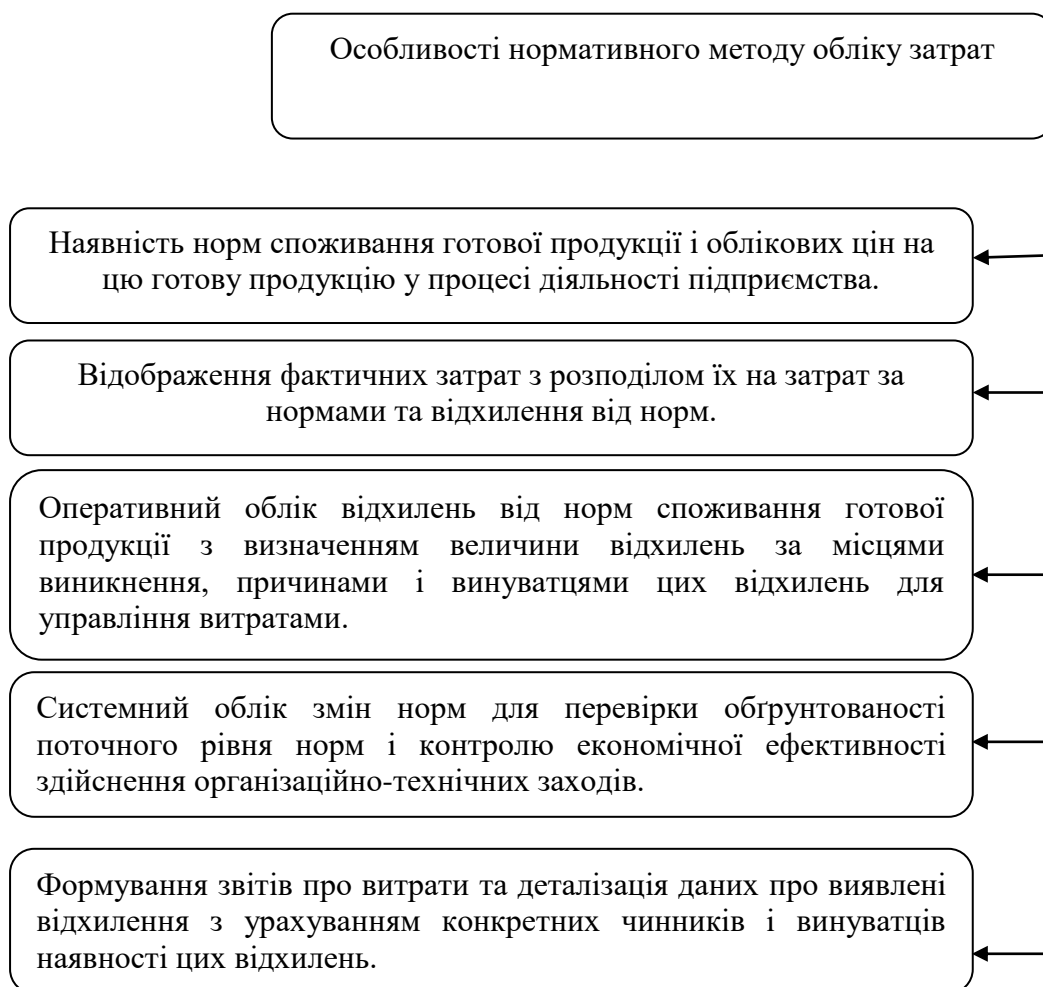 Особливості нормативного методу обліку затрат
Наявність норм споживання готової продукції і облікових цін на
цю готову продукцію у процесі діяльності підприємства.
Відображення фактичних затрат з розподілом їх на затрат за
нормами та відхилення від норм.
Оперативний облік відхилень від норм споживання готової
продукції з визначенням величини відхилень за місцями
виникнення, причинами і винуватцями цих відхилень для
управління витратами.
Системний облік змін норм для перевірки обґрунтованості
поточного рівня норм і контролю економічної ефективності
здійснення організаційно-технічних заходів.
Формування звітів про витрати та деталізація даних про виявлені
відхилення з урахуванням конкретних чинників і винуватців
наявності цих відхилень.